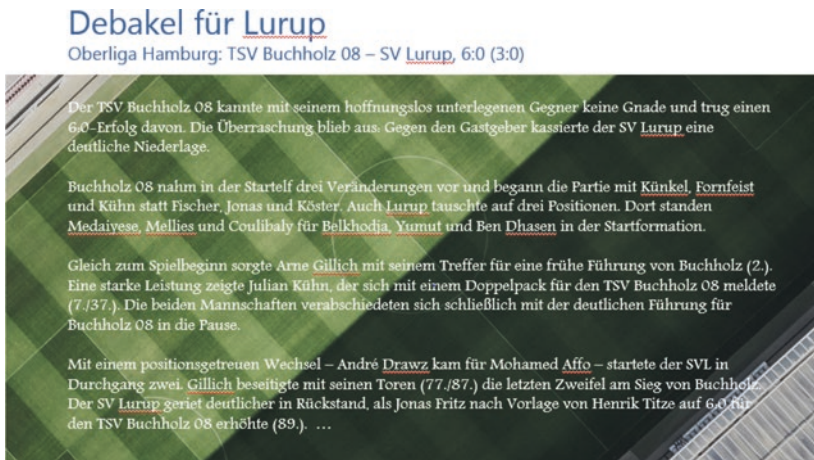 Debakel für Lurup
Oberliga Hamburg: TSV Buchholz 08 – SV Lurup, 6:0 (3:0)
Der TSV Buchholz 08 kannte mit seinem hoffnungslos unterlegenen Gegner keine Gnade und trug einen
6:0-Erfolg davon. Die Überraschung blieb aus: Gegen den Gastgeber kassierte der SV Lurup eine
deutliche Niederlage.
Buchholz 08 nahm in der Startelf drei Veränderungen vor und begann die Partie mit Künkel, Fornfeist
und Kühn statt Fischer, Jonas und Köster. Auch Lurup tauschte auf drei Positionen. Dort standen
Medaiyese, Mellies und Coulibaly für Belkhodja, Yumut und Ben Dhasen in der Startformation.
Gleich zum Spielbeginn sorgte Arne Gillich mit seinem Treffer für eine frühe Führung von Buchholz (2.).
Eine starke Leistung zeigte Julian Kühn, der sich mit einem Doppelpack für den TSV Buchholz 08 meldete
(7./37.). Die beiden Mannschaften verabschiedeten sich schließlich mit der deutlichen Führung für
Buchholz 08 in die Pause.
Mit einem positionsgetreuen Wechsel – André Drawz kam für Mohamed Affo – startete der SVL in
Durchgang zwei. Gillich beseitigte mit seinen Toren (77./87.) die letzten Zweifel am Sieg von Buchholz.
Der SV Lurup geriet deutlicher in Rückstand, als Jonas Fritz nach Vorlage von Henrik Titze auf 6:0 für
den TSV Buchholz 08 erhöhte (89.). …